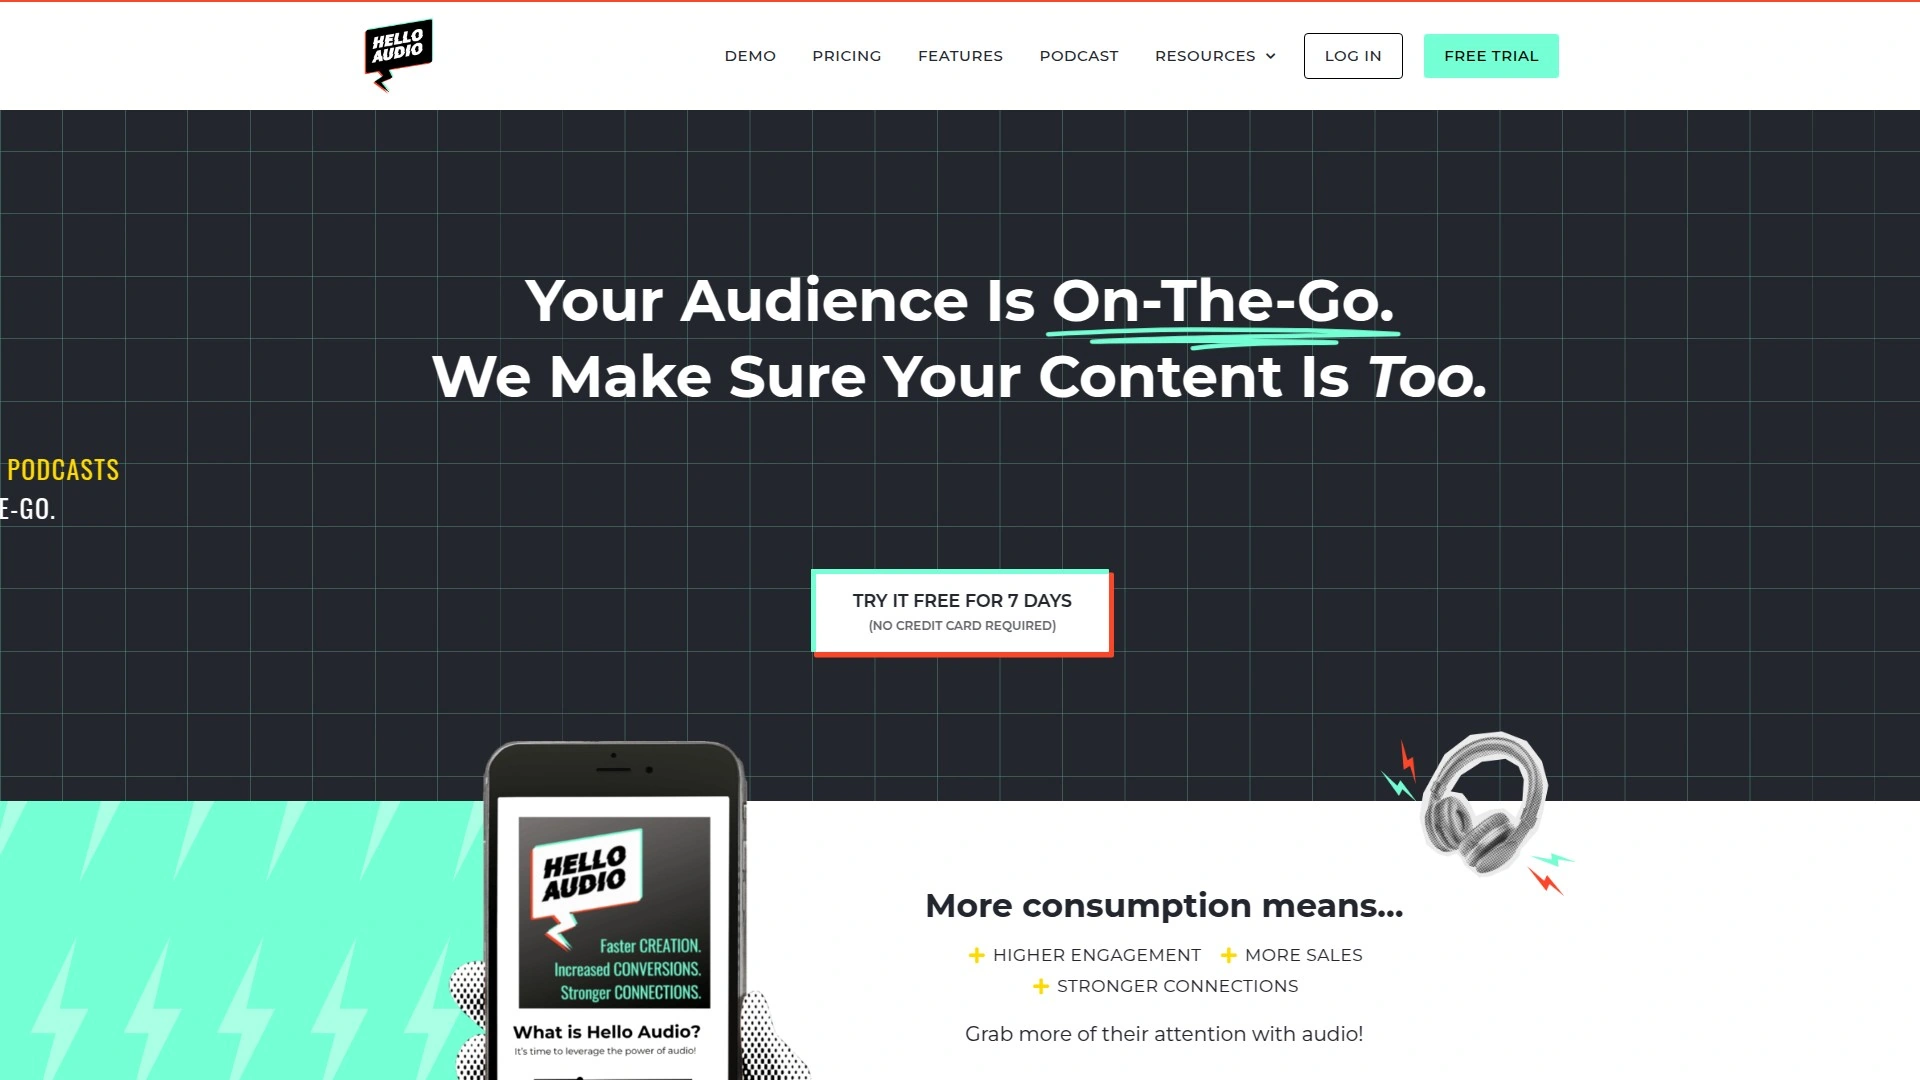 HELLO
AUDIO
DEMO
PRICING
FEATURES
PODCAST
RESOURCES
LOG IN
FREE TRIAL
Your Audience Is On-The-Go.
We Make Sure Your Content Is Too.
PODCASTS
E-GO.
TRY IT FREE FOR 7 DAYS
(NO CREDIT CARD REQUIRED)
HELLO
AUDIO
Faster CREATION.
Increased CONVERSIONS.
Stronger CONNECTIONS.
What is Hello Audio?
It's time to leverage the power of audio!
More consumption means...
HIGHER ENGAGEMENT
MORE SALES
STRONGER CONNECTIONS
Grab more of their attention with audio!